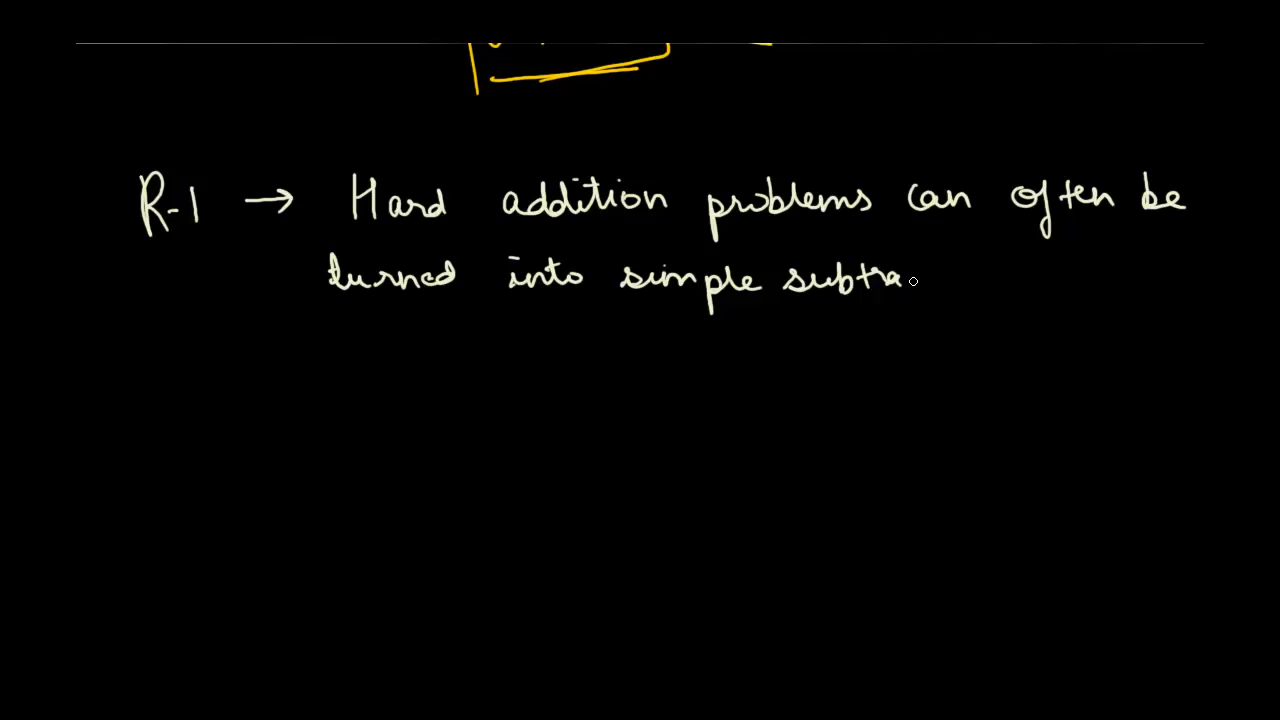 R-1 → Hard addition problems can often be
turned into simple subtra